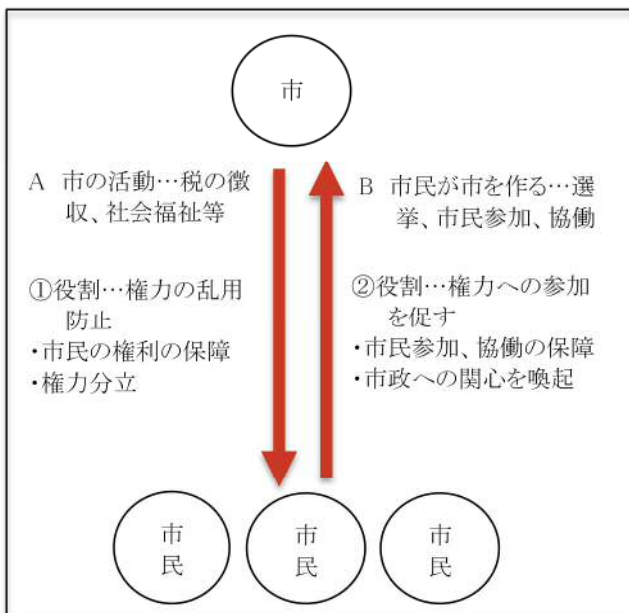 市
A 市の活動…税の徴
収、社会福祉等
①役割…権力の乱用
防止
・市民の権利の保障
・権力分立
B 市民が市を作る…選
挙、市民参加、協働
②役割…権力への参加
を促す
・市民参加、協働の保障
・市政への関心を喚起
市民
市民
市民